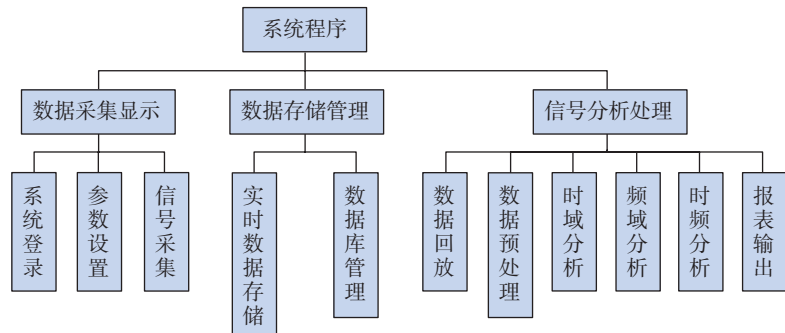 系统程序
数据采集显示
数据存储管理
信号分析处理
系统登录
参数设置
信号采集
实时数据存储
数据库管理
数据回放
数据预处理
时域分析
频域分析
时频分析
报表输出